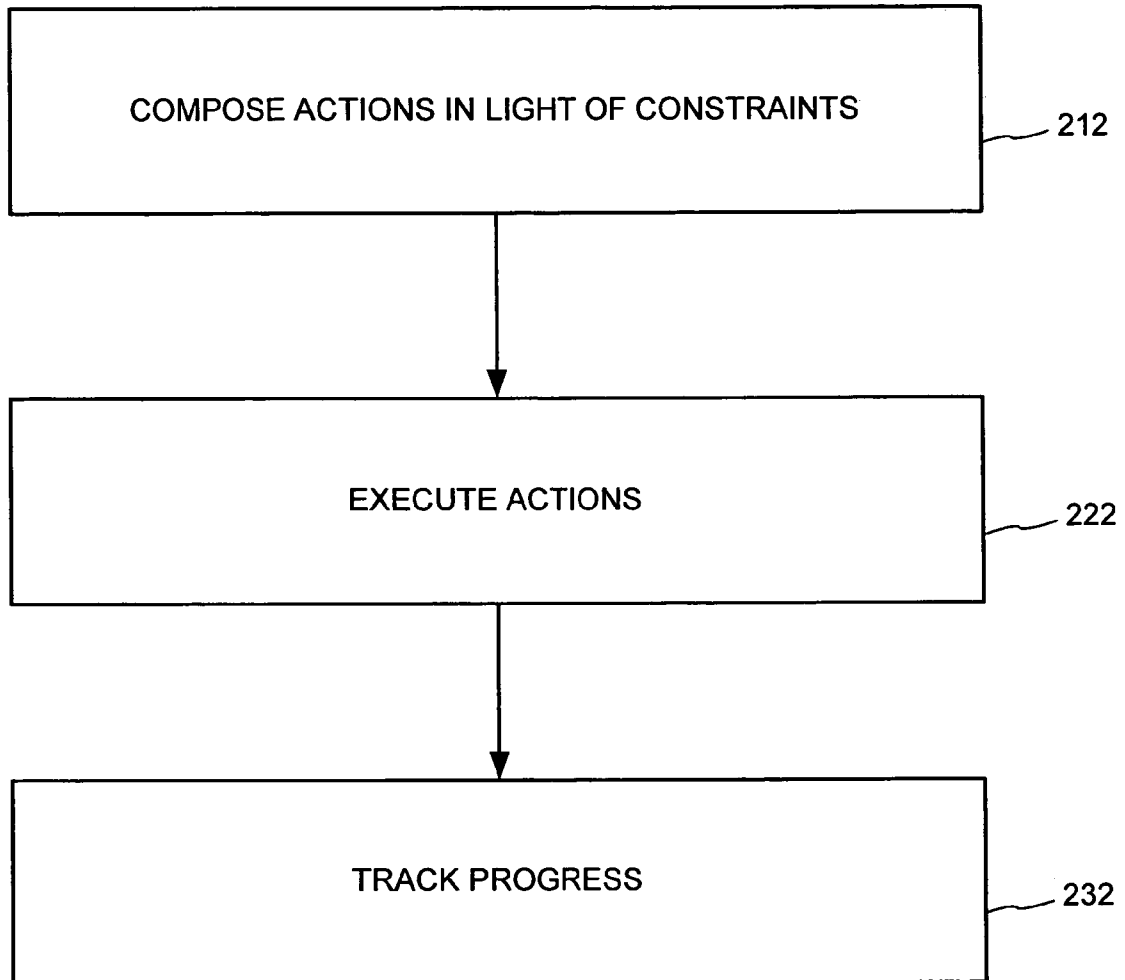 COMPOSE ACTIONS IN LIGHT OF CONSTRAINTS
212
EXECUTE ACTIONS
222
TRACK PROGRESS
232